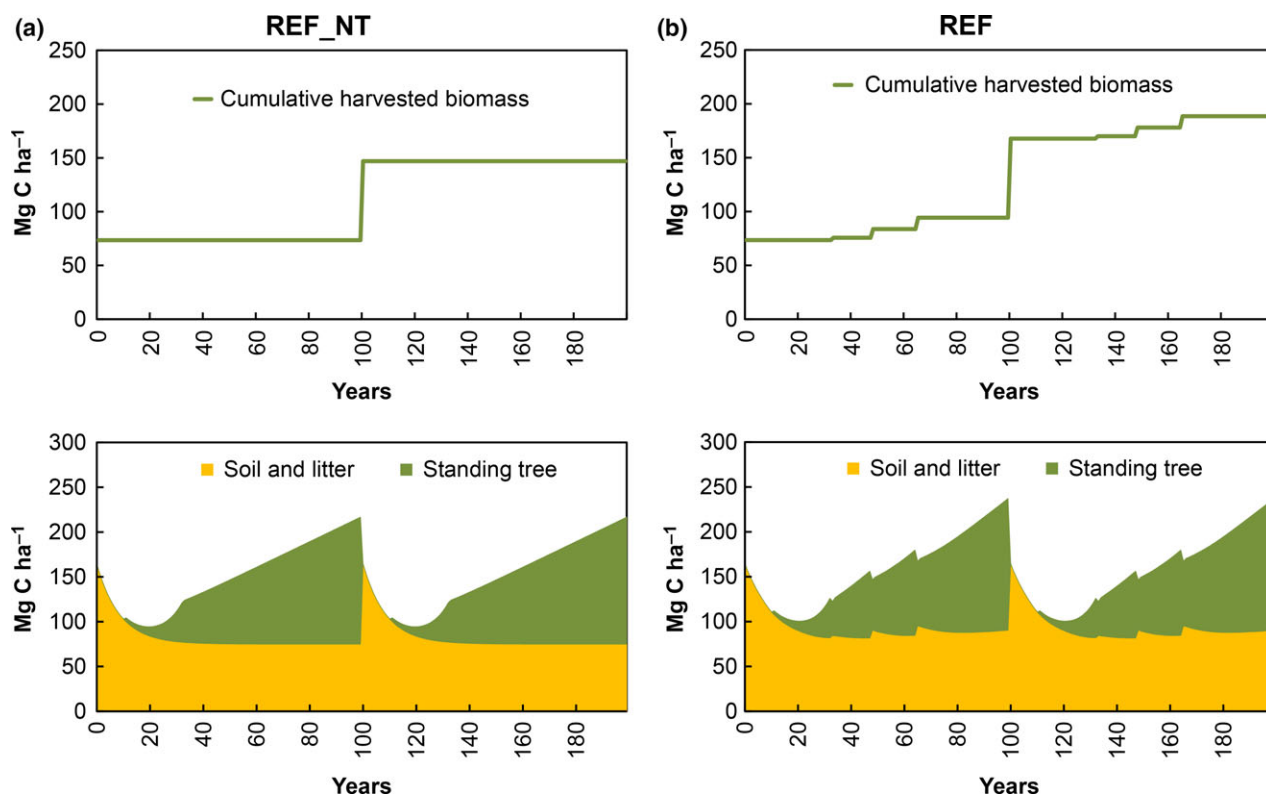 (a)
REF_NT
Mg C ha⁻¹
250
200
150
100
50
0
Cumulative harvested biomass
0 20 40 60 80 100 120 140 160 180
Years
(b)
REF
Mg C ha⁻¹
250
200
150
100
50
0
Cumulative harvested biomass
0 20 40 60 80 100 120 140 160 180
Years
Mg C ha⁻¹
300
250
200
150
100
50
0
Soil and litter Standing tree
0 20 40 60 80 100 120 140 160 180
Years
Mg C ha⁻¹
300
250
200
150
100
50
0
Soil and litter Standing tree
0 20 40 60 80 100 120 140 160 180
Years